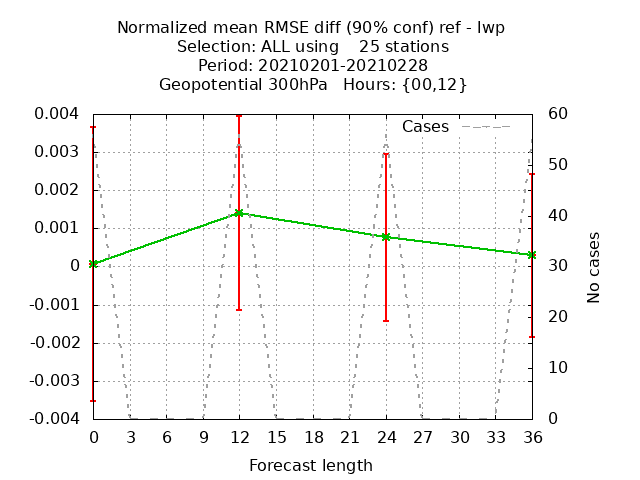 Normalized mean RMSE diff (90% conf) ref - lwp
Selection: ALL using    25 stations
Period: 20210201-20210228
Geopotential 300hPa   Hours: {00,12}
Cases
0.004
0.003
0.002
0.001
0
-0.001
-0.002
-0.003
-0.004
60
50
40
30
20
10
0
No cases
0 3 6 9 12 15 18 21 24 27 30 33 36
Forecast length